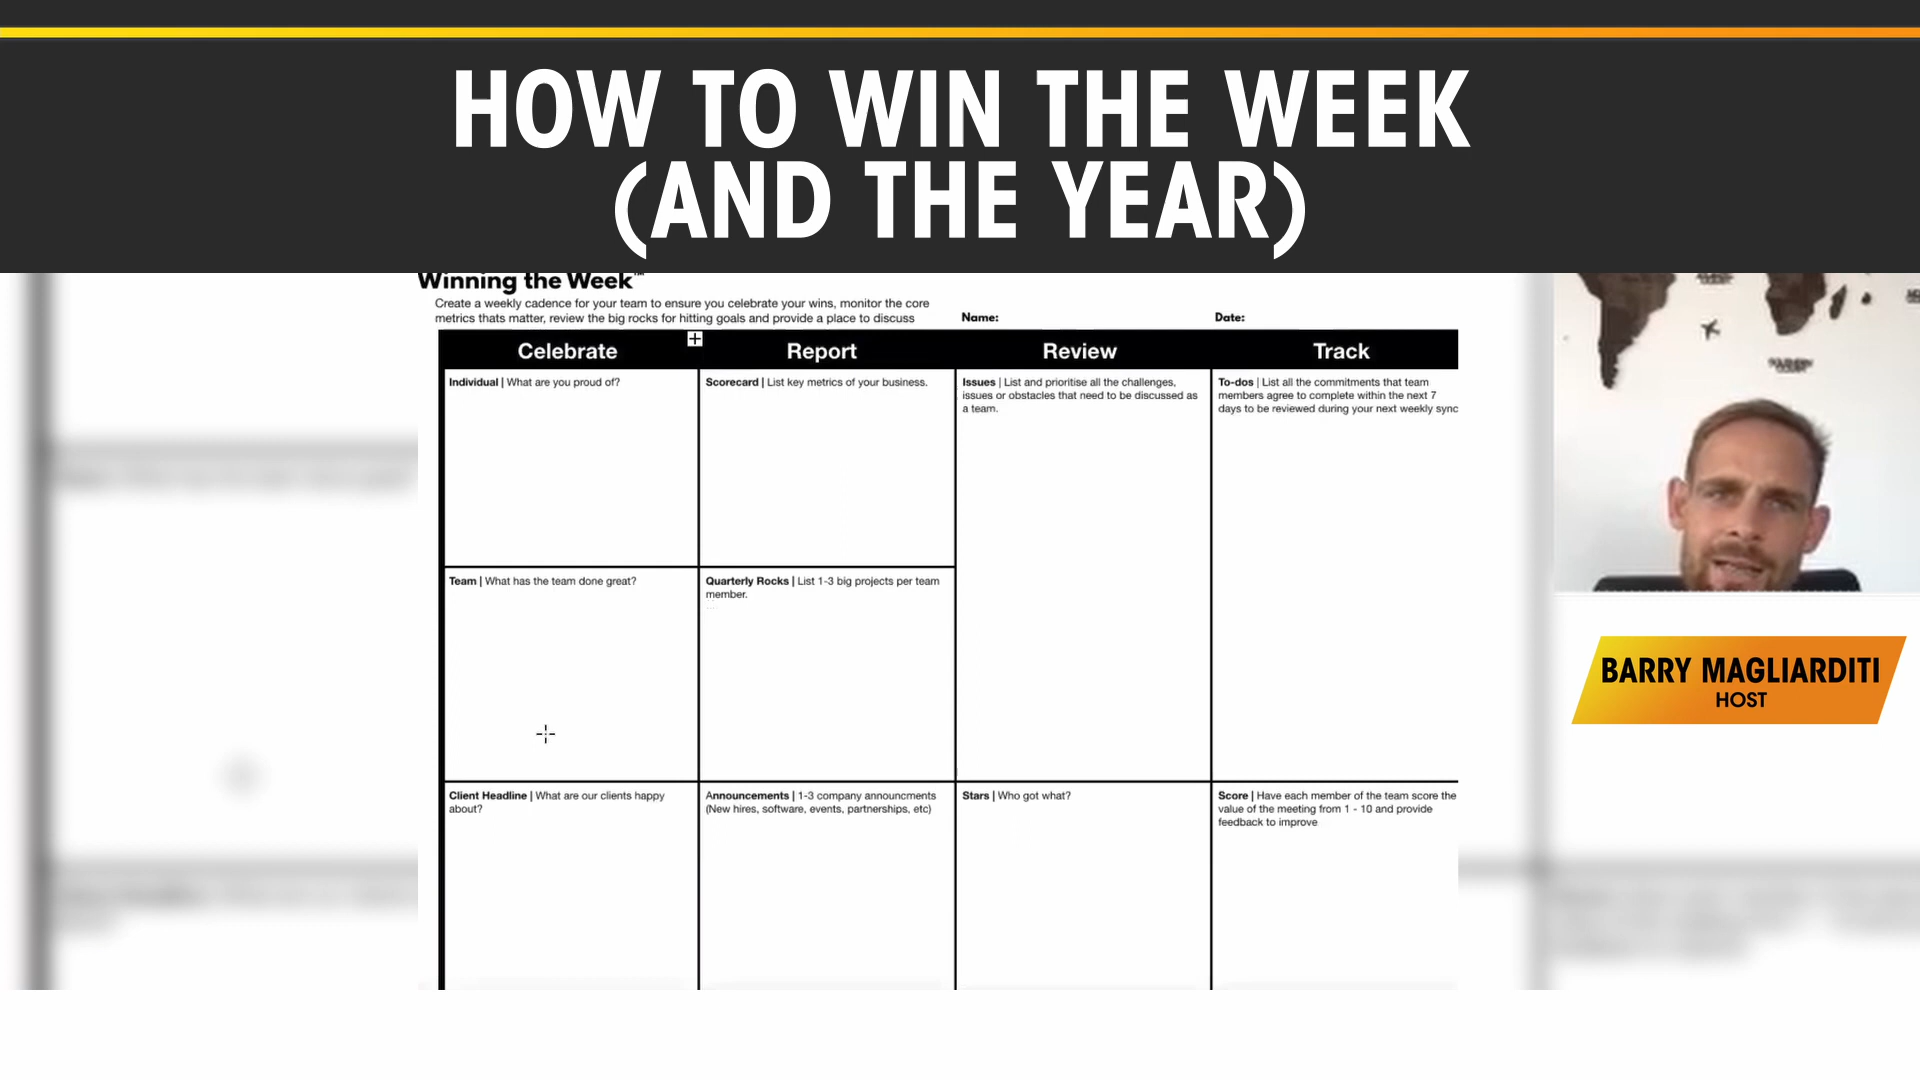 HOW TO WIN THE WEEK
(AND THE YEAR)
Winning the Week™
Create a weekly cadence for your team to ensure you celebrate your wins, monitor the core
metrics thats matter, review the big rocks for hitting goals and provide a place to discuss
Name:
Date:
Celebrate
Report
Review
Track
Individual | What are you proud of?
Scorecard | List key metrics of your business.
Issues | List and prioritise all the challenges,
issues or obstacles that need to be discussed as
a team.
To-dos | List all the commitments that team
members agree to complete within the next 7
days to be reviewed during your next weekly sync
Team | What has the team done great?
Quarterly Rocks | List 1-3 big projects per team
member.
Client Headline | What are our clients happy
about?
Announcements | 1-3 company announcments
(New hires, software, events, partnerships, etc)
Stars | Who got what?
Score | Have each member of the team score the
value of the meeting from 1 - 10 and provide
feedback to improve
BARRY MAGLIARDITI
HOST